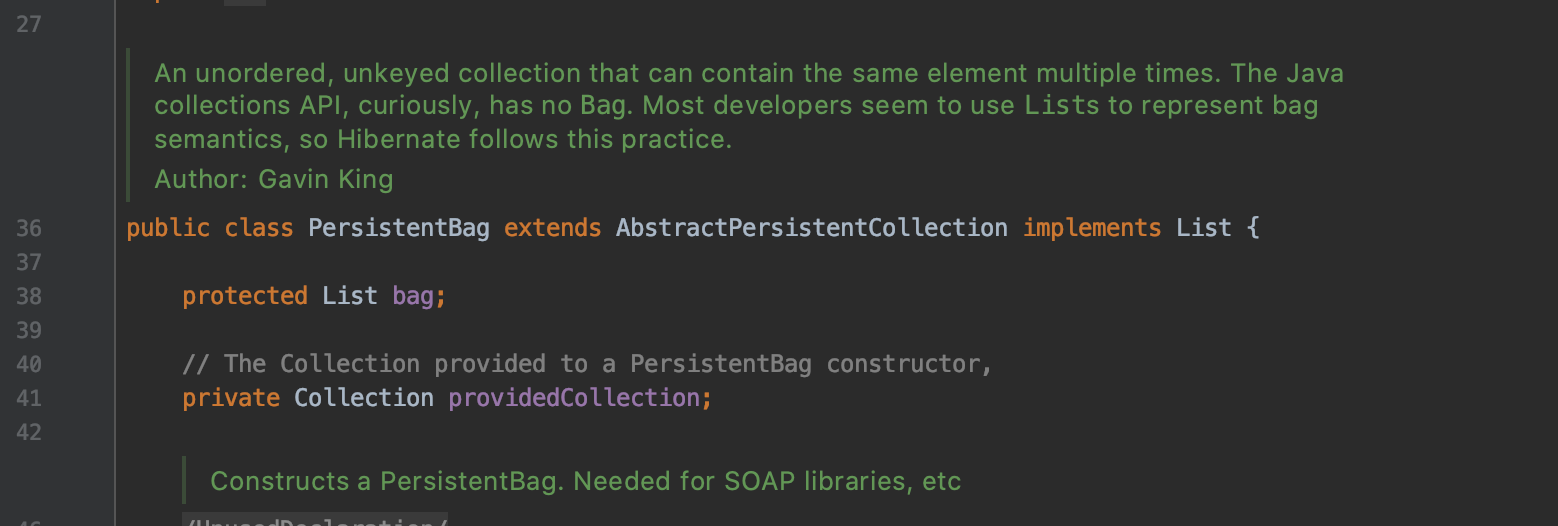 27
An unordered, unkeyed collection that can contain the same element multiple times. The Java
collections API, curiously, has no Bag. Most developers seem to use Lists to represent bag
semantics, so Hibernate follows this practice.
Author: Gavin King
36 public class PersistentBag extends AbstractPersistentCollection implements List {
37
38 protected List bag;
39
40 // The Collection provided to a PersistentBag constructor,
41 private Collection providedCollection;
42
Constructs a PersistentBag. Needed for SOAP libraries, etc